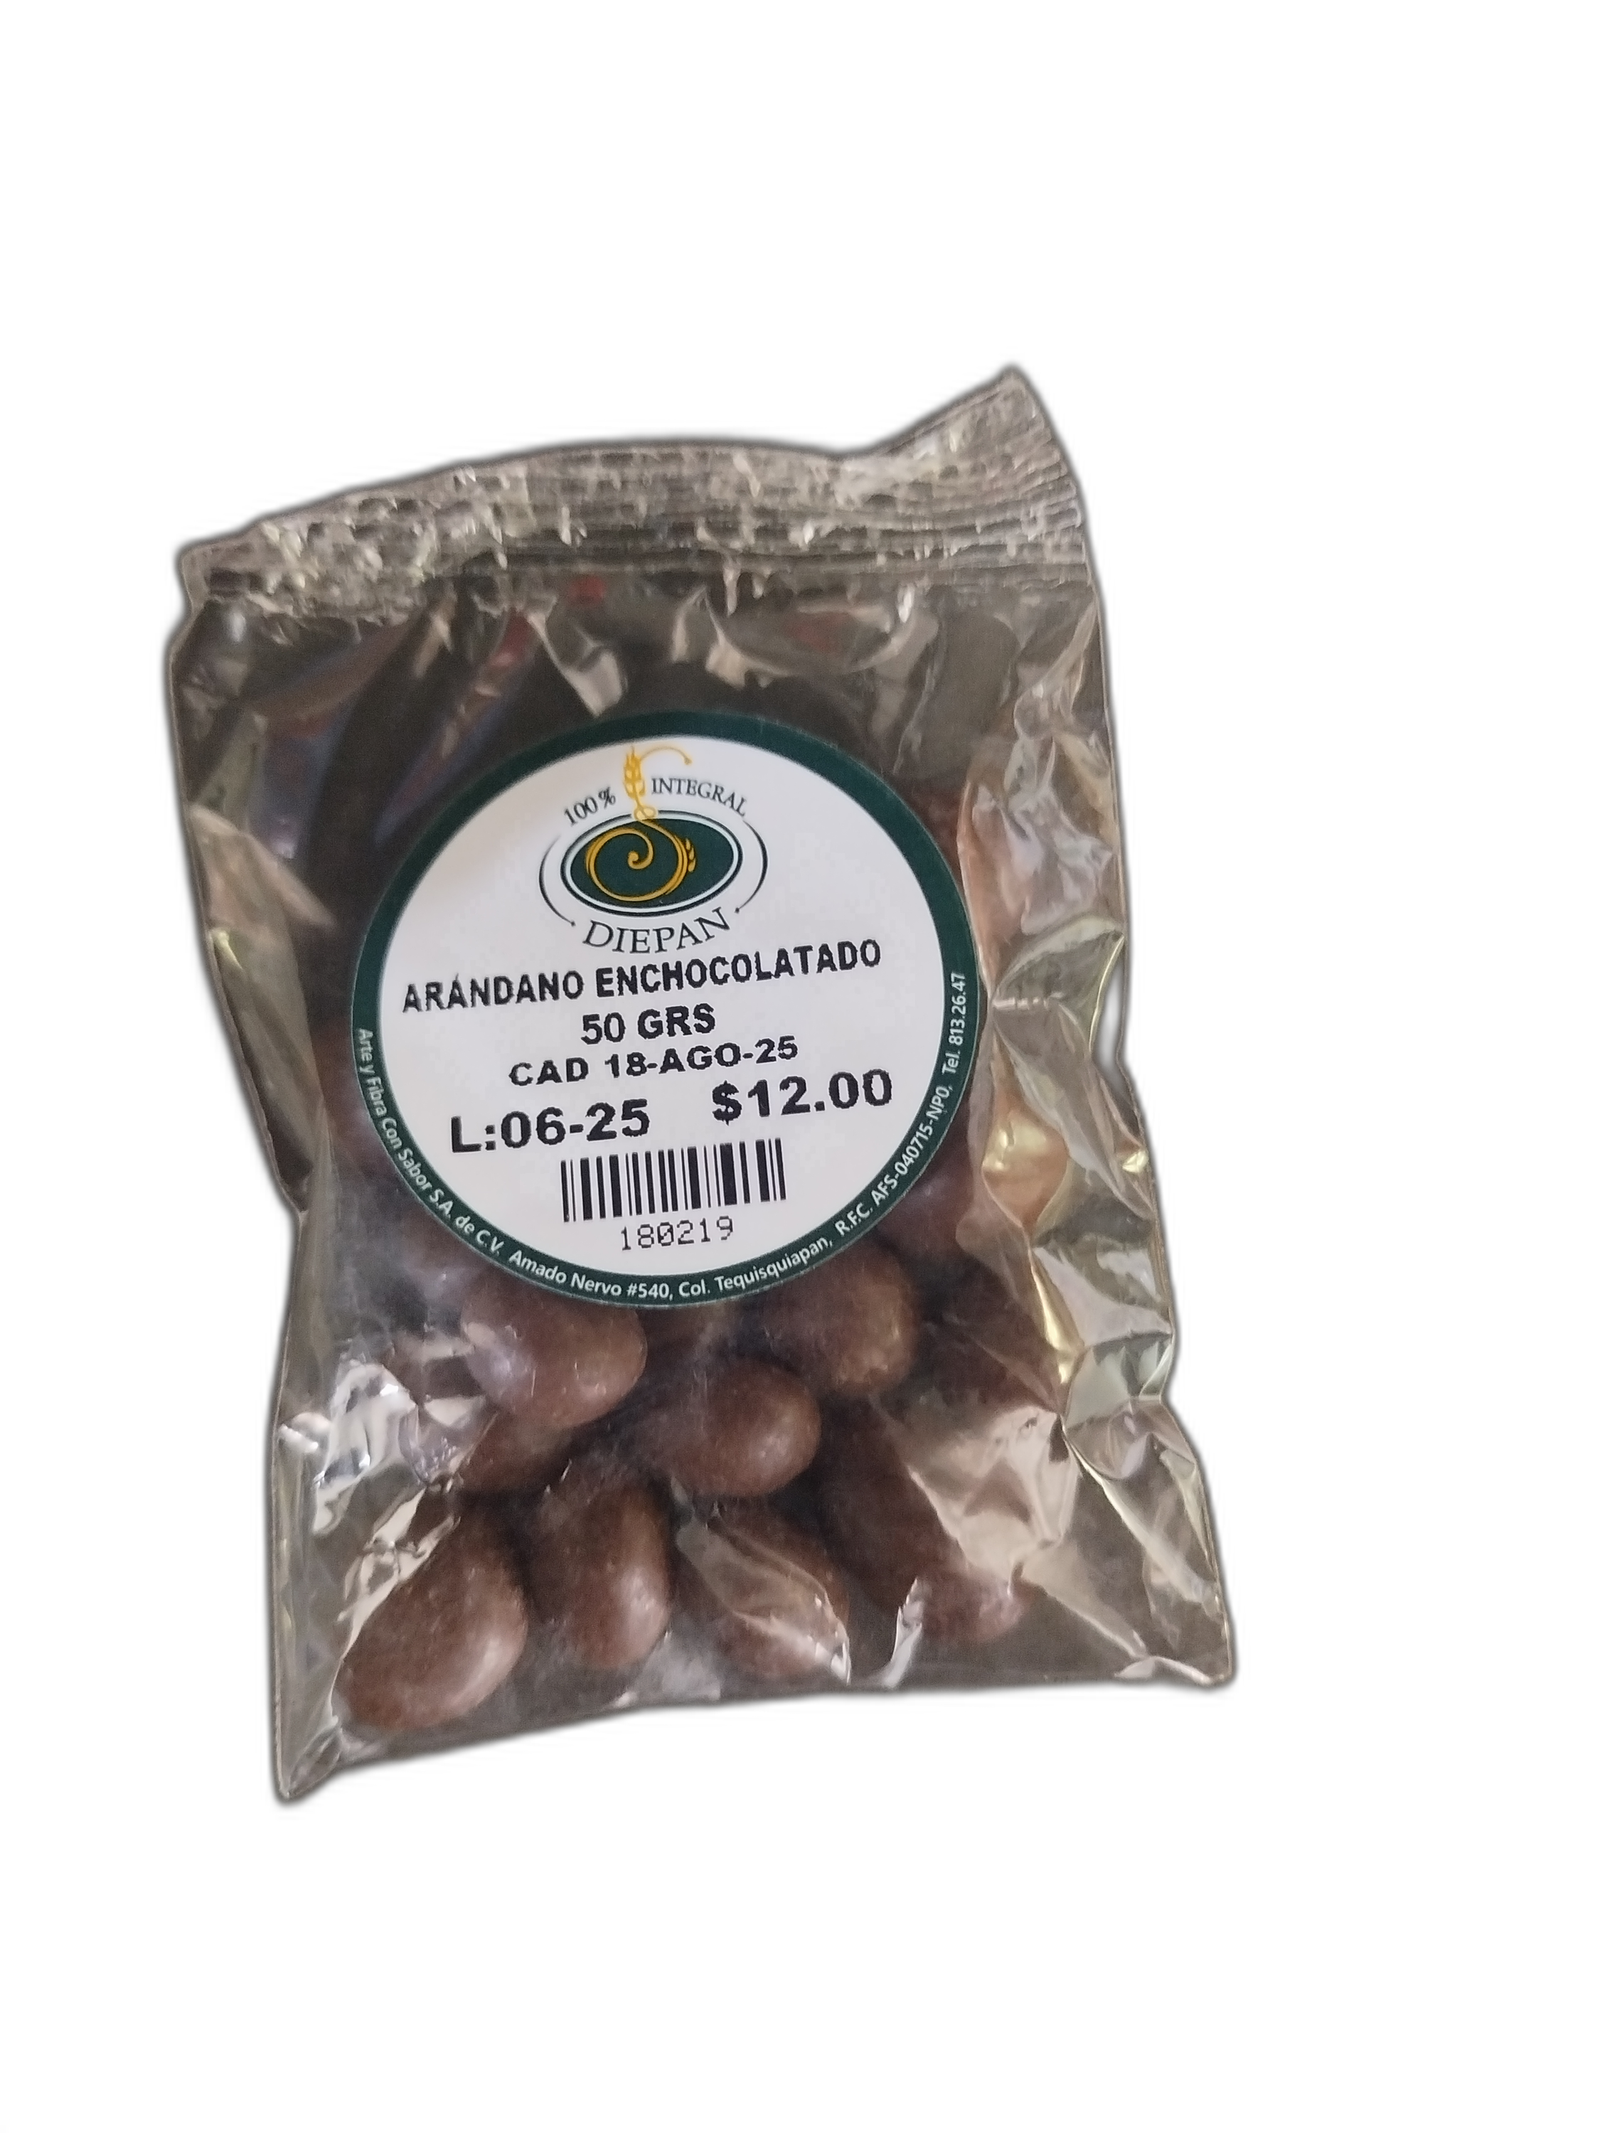 100% INTEGRAL
DIEPAN
ARÁNDANO ENCHOCOLATADO
50 GRS
CAD 18-AGO-25
L:06-25 $12.00
180219
Arte y Fibra Con Sabor S.A. de C.V. Amado Nervo #540, Col. Tequisquiapan, R.F.C. AFS-040715-NP0, Tel. 813.26.47